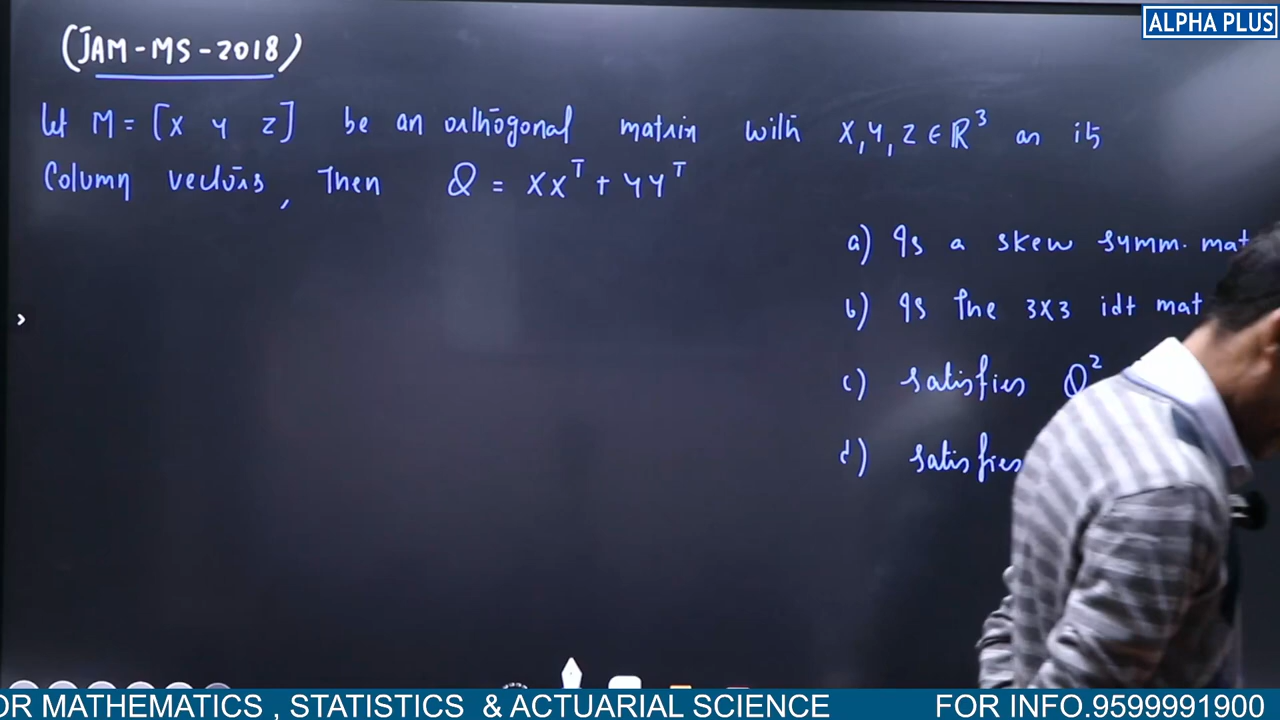 ALPHA PLUS
(JAM-MS-2018)
Let M = [X Y Z] be an orthogonal matrix with X, Y, Z ∈ ℝ³ as its
Column vectors, Then Q = XXᵀ + YYᵀ
a) Is a skew symm. mat
b) Is the 3x3 idt mat
c) satisfies Q²
d) satisfies
OR MATHEMATICS , STATISTICS & ACTUARIAL SCIENCE FOR INFO.9599991900